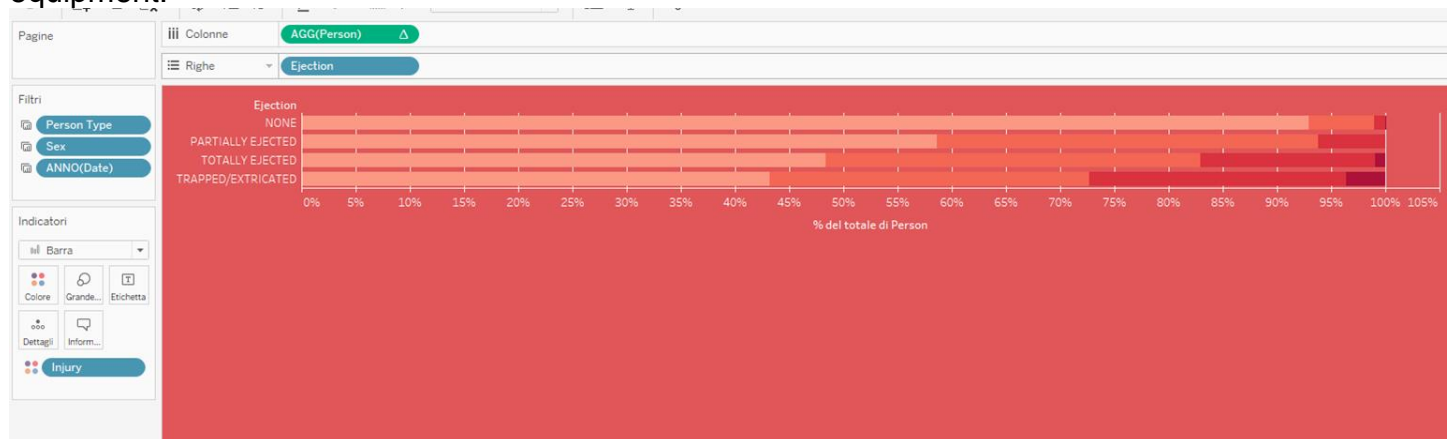 equipment.
Pagine
Colonne
AGG(Person) Δ
Righe
Ejection
Filtri
Person Type
Sex
ANNO(Date)
Indicatori
Barra
Colore Grande... Etichetta
Dettagli Inform...
Injury
Ejection
NONE
PARTIALLY EJECTED
TOTALLY EJECTED
TRAPPED/EXTRICATED
0% 5% 10% 15% 20% 25% 30% 35% 40% 45% 50% 55% 60% 65% 70% 75% 80% 85% 90% 95% 100% 105%
% del totale di Person